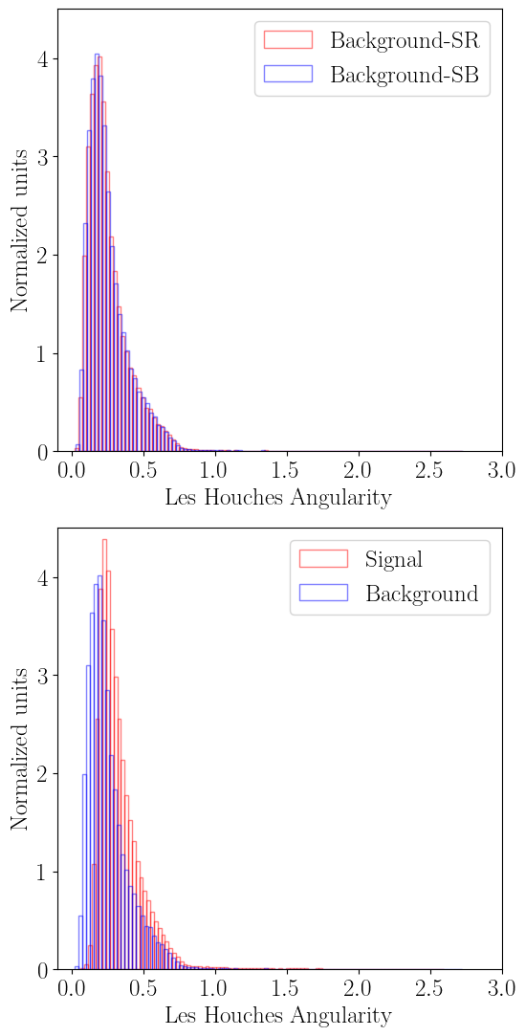 Background-SR
Background-SB
Normalized units
4
3
2
1
0
0.0 0.5 1.0 1.5 2.0 2.5 3.0
Les Houches Angularity
Signal
Background
Normalized units
4
3
2
1
0
0.0 0.5 1.0 1.5 2.0 2.5 3.0
Les Houches Angularity